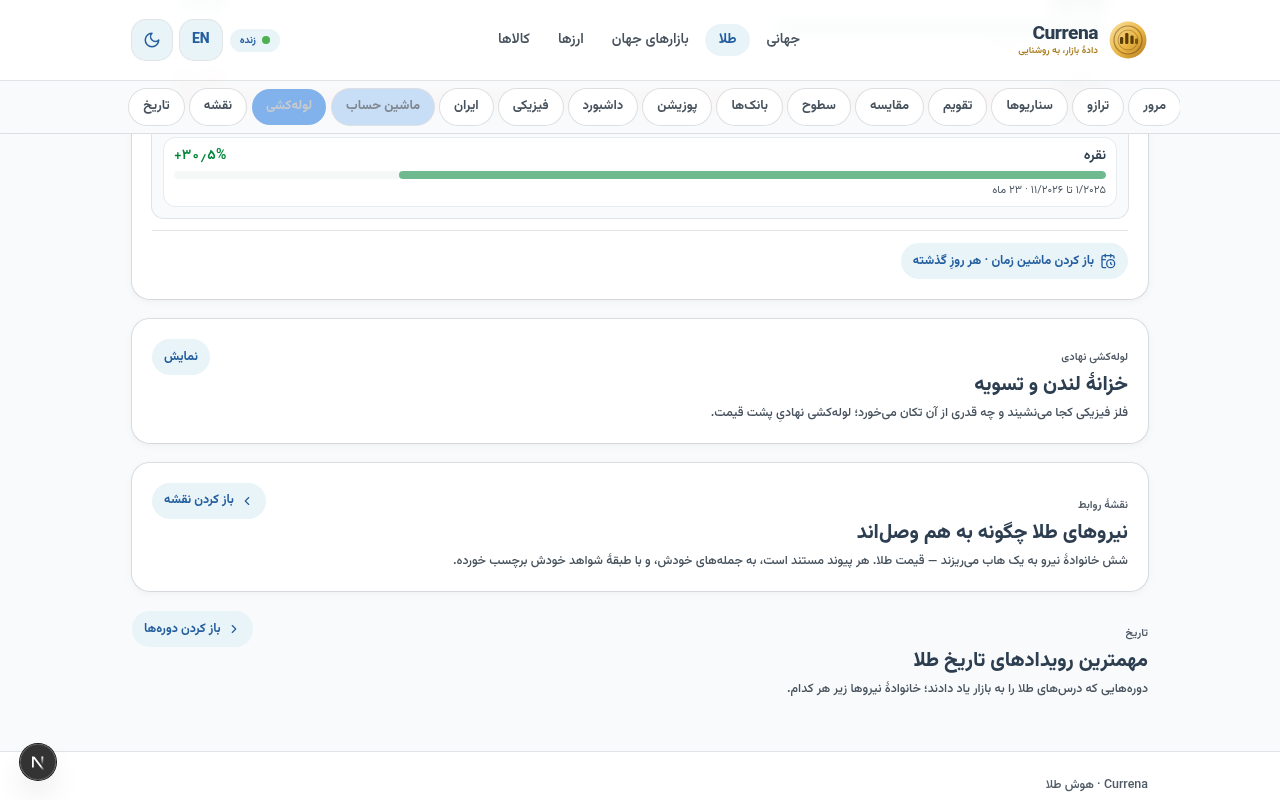 Currena
دادهٔ بازار، به روشنایی
جهانی
طلا
بازارهای جهان
ارزها
کالاها
زنده
EN
مرور
ترازو
سناریوها
تقویم
مقایسه
سطوح
بانک‌ها
پوزیشن
داشبورد
فیزیکی
ایران
ماشین حساب
لوله‌کشی
نقشه
تاریخ
نقره
+۳۰٫۵%
۱/۲۰۲۵ تا ۱۱/۲۰۲۶ · ۲۳ ماه
باز کردن ماشین زمان · هر روزِ گذشته
لوله‌کشی نهادی
نمایش
خزانهٔ لندن و تسویه
فلز فیزیکی کجا می‌نشیند و چه قدری از آن تکان می‌خورد؛ لوله‌کشی نهادیِ پشت قیمت.
نقشهٔ روابط
باز کردن نقشه
نیروهای طلا چگونه به هم وصل‌اند
شش خانوادهٔ نیرو به یک هاب می‌ریزند — قیمت طلا. هر پیوند مستند است، به جمله‌های خودش، و با طبقهٔ شواهد خودش برچسب خورده.
تاریخ
باز کردن دوره‌ها
مهمترین رویدادهای تاریخ طلا
دوره‌هایی که درس‌های طلا را به بازار یاد دادند؛ خانوادهٔ نیروها زیر هر کدام.
N
Currena · هوش طلا